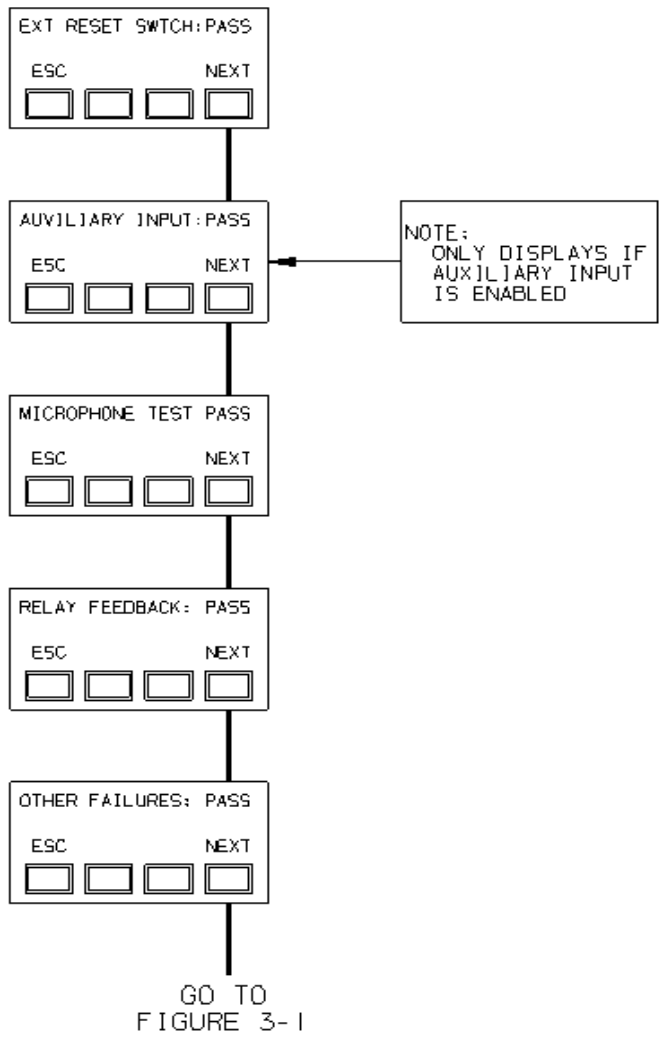 EXT RESET SWTCH:PASS
ESC NEXT
AUVILIARY INPUT:PASS
ESC NEXT
NOTE:
ONLY DISPLAYS IF
AUXILIARY INPUT
IS ENABLED
MICROPHONE TEST PASS
ESC NEXT
RELAY FEEDBACK: PASS
ESC NEXT
OTHER FAILURES: PASS
ESC NEXT
GO TO
FIGURE 3-1